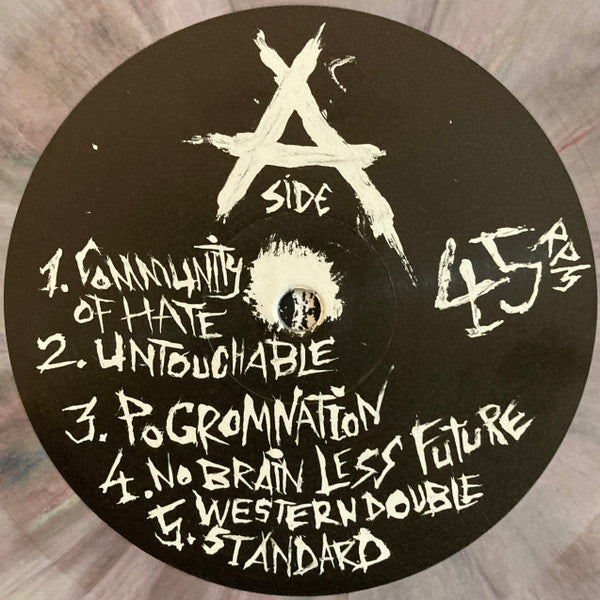 A
SIDE
45 RPM
1. COMMUNITY
OF HATE
2. UNTOUCHABLE
3. POGROMNATION
4. NO BRAIN LESS FUTURE
5. WESTERN DOUBLE
STANDARD